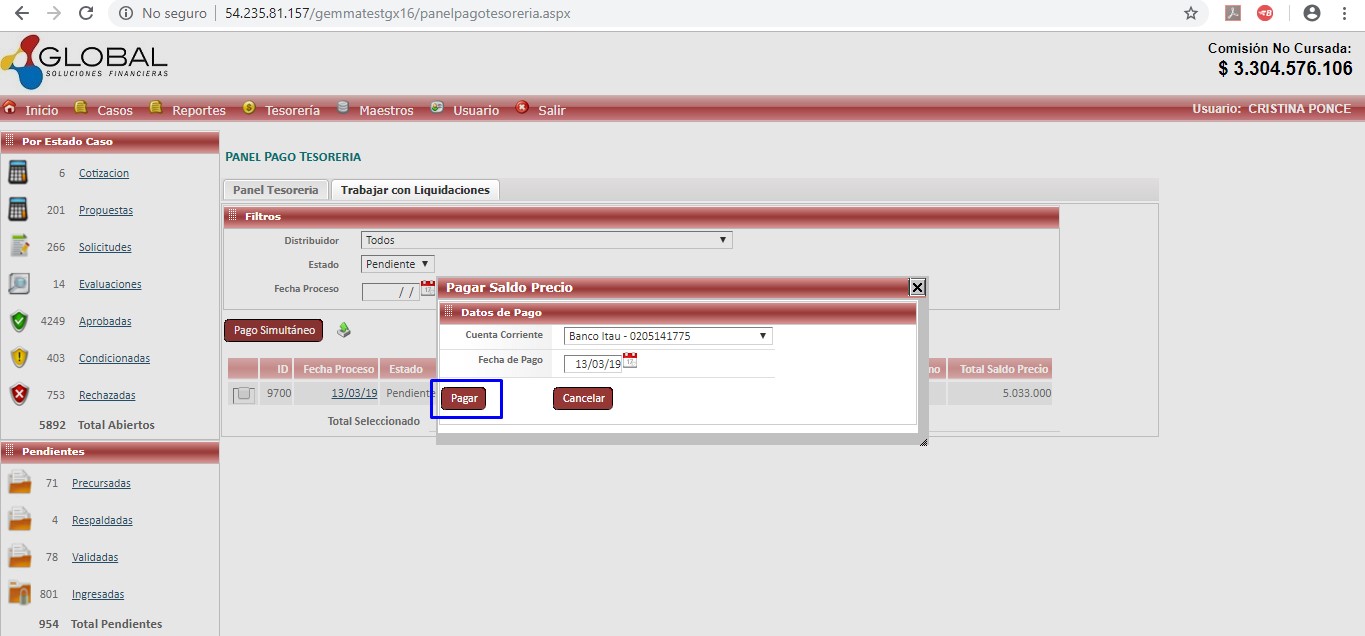 No seguro | 54.235.81.157/gemmatestgx16/panelpagotesoreria.aspx
GLOBAL
SOLUCIONES FINANCIERAS
Comisión No Cursada:
$ 3.304.576.106
Inicio Casos Reportes Tesorería Maestros Usuario Salir
Usuario: CRISTINA PONCE
Por Estado Caso
6 Cotizacion
201 Propuestas
266 Solicitudes
14 Evaluaciones
4249 Aprobadas
403 Condicionadas
753 Rechazadas
5892 Total Abiertos
Pendientes
71 Precursadas
4 Respaldadas
78 Validadas
801 Ingresadas
954 Total Pendientes
PANEL PAGO TESORERIA
Panel Tesoreria Trabajar con Liquidaciones
Filtros
Distribuidor Todos
Estado Pendiente
Fecha Proceso / /
Pago Simultáneo
ID Fecha Proceso Estado no Total Saldo Precio
9700 13/03/19 Pendiente 5.033.000
Total Seleccionado
Pagar Saldo Precio
Datos de Pago
Cuenta Corriente Banco Itau - 0205141775
Fecha de Pago 13/03/19
Pagar Cancelar